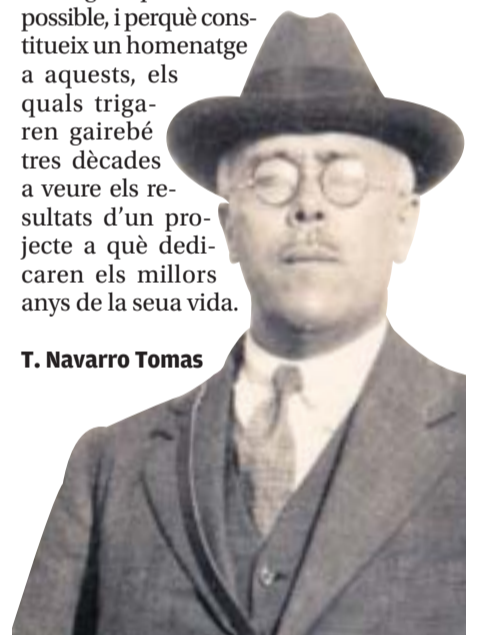 possible, i perquè cons-
titueix un homenatge
a aquests, els
quals triga-
ren gairebé
tres dècades
a veure els re-
sultats d'un pro-
jecte a què dedi-
caren els millors
anys de la seua vida.
T. Navarro Tomas